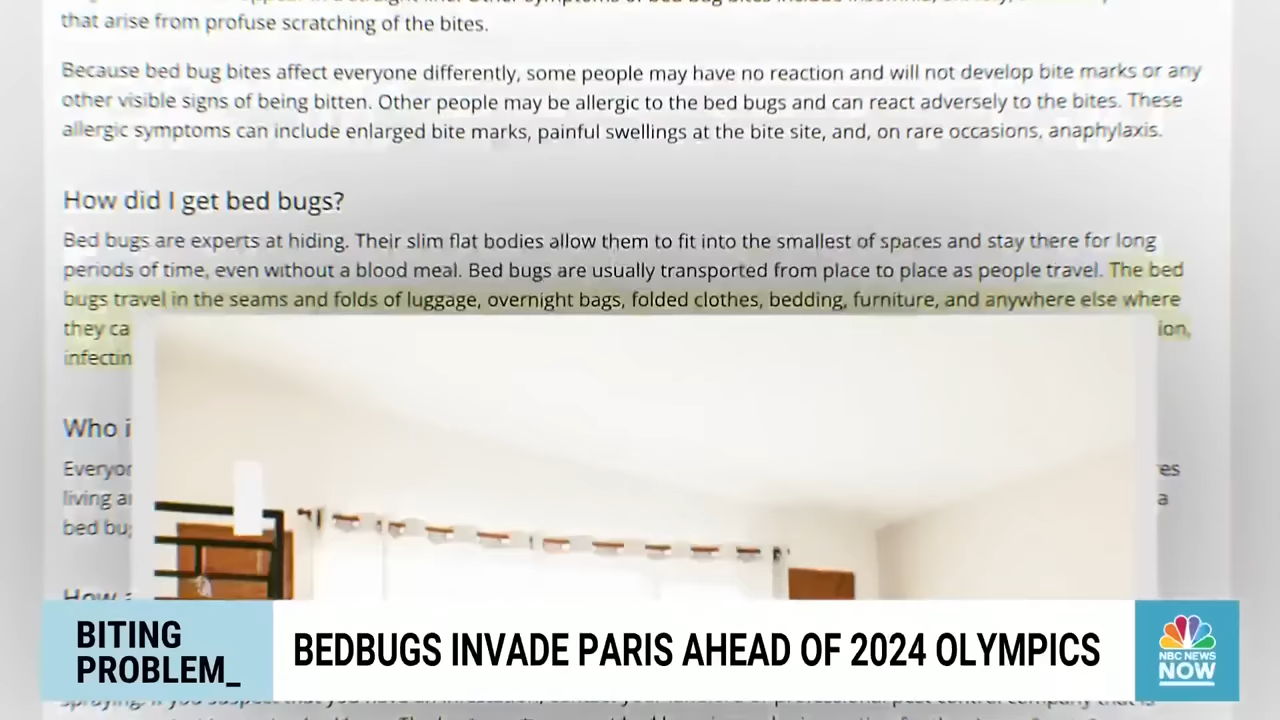 that arise from profuse scratching of the bites.
Because bed bug bites affect everyone differently, some people may have no reaction and will not develop bite marks or any
other visible signs of being bitten. Other people may be allergic to the bed bugs and can react adversely to the bites. These
allergic symptoms can include enlarged bite marks, painful swellings at the bite site, and, on rare occasions, anaphylaxis.
How did I get bed bugs?
Bed bugs are experts at hiding. Their slim flat bodies allow them to fit into the smallest of spaces and stay there for long
periods of time, even without a blood meal. Bed bugs are usually transported from place to place as people travel. The bed
bugs travel in the seams and folds of luggage, overnight bags, folded clothes, bedding, furniture, and anywhere else where
they
Who
living
bed
BITING
PROBLEM_
BEDBUGS INVADE PARIS AHEAD OF 2024 OLYMPICS
NBC NEWS
NOW